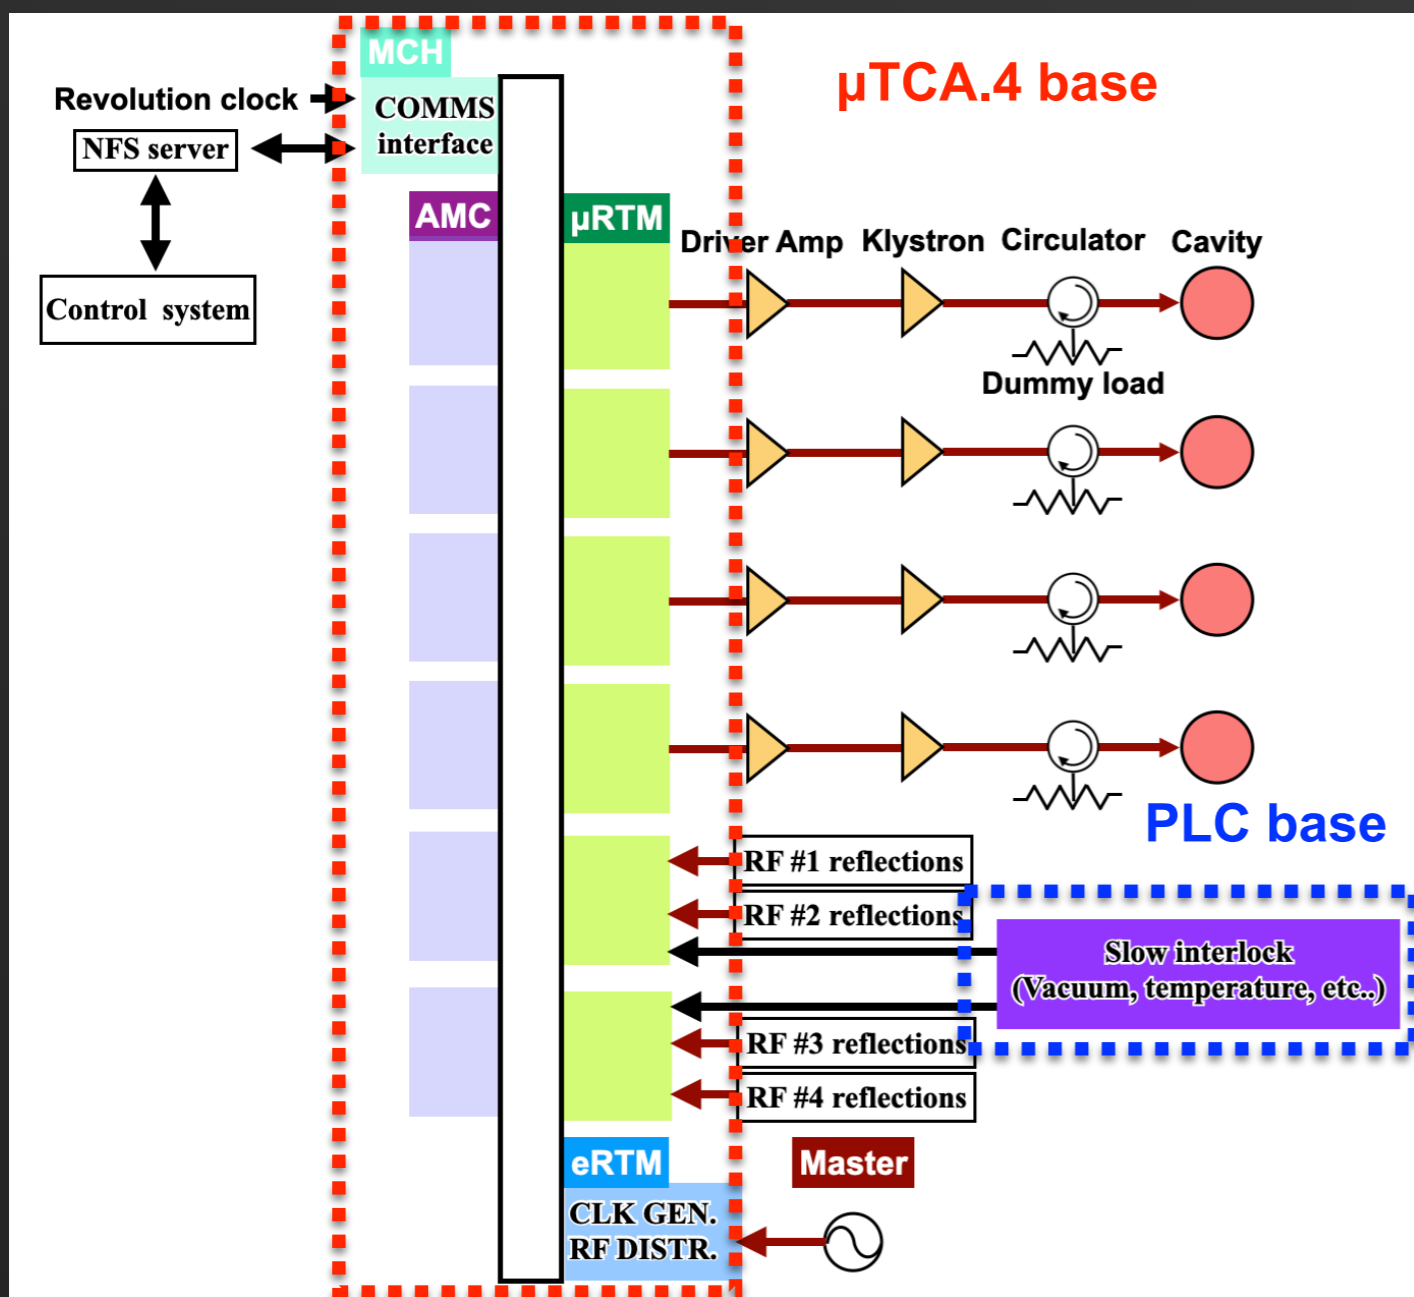 MCH
µTCA.4 base
Revolution clock
COMMS
interface
NFS server
AMC
µRTM
Driver Amp
Klystron
Circulator
Cavity
Control system
Dummy load
PLC base
RF #1 reflections
RF #2 reflections
Slow interlock
(Vacuum, temperature, etc..)
RF #3 reflections
RF #4 reflections
eRTM
Master
CLK GEN.
RF DISTR.